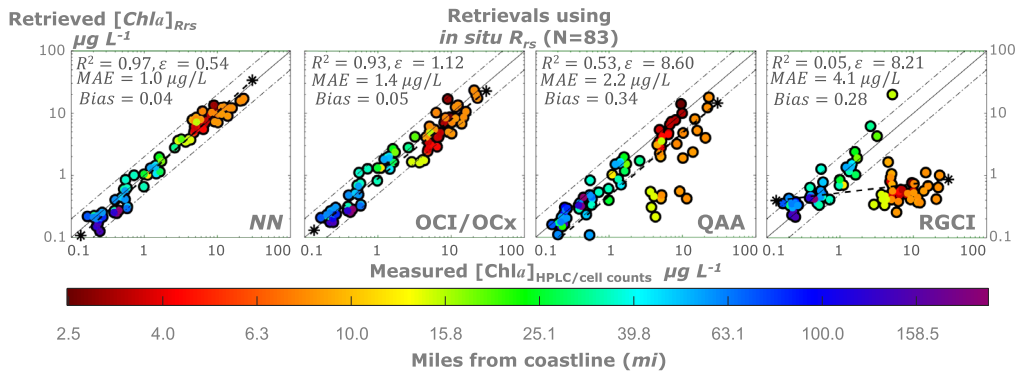 Retrieved [Chla]Rrs
µg L-1
Retrievals using
in situ Rrs (N=83)
100
10
1
0.1
R² = 0.97, ε = 0.54
MAE = 1.0 µg/L
Bias = 0.04
NN
0.1 1 10 100
R² = 0.93, ε = 1.12
MAE = 1.4 µg/L
Bias = 0.05
OCI/OCx
0.1 1 10 100
R² = 0.53, ε = 8.60
MAE = 2.2 µg/L
Bias = 0.34
QAA
0.1 1 10 100
R² = 0.05, ε = 8.21
MAE = 4.1 µg/L
Bias = 0.28
RGCI
0.1 1 10 100
100
10
1
0.1
Measured [Chla]HPLC/cell counts µg L-1
2.5 4.0 6.3 10.0 15.8 25.1 39.8 63.1 100.0 158.5
Miles from coastline (mi)